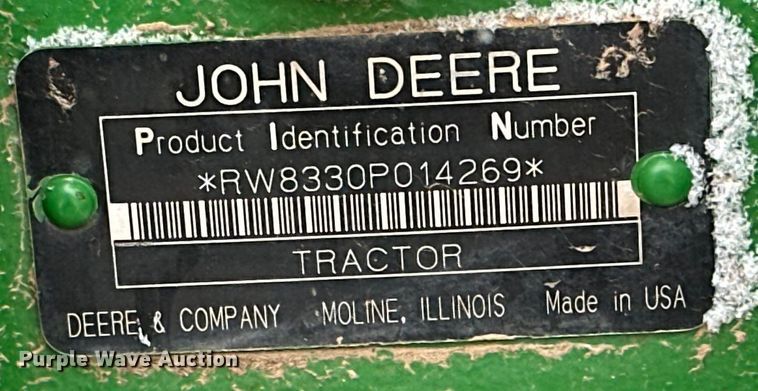 JOHN DEERE
Product Identification Number
*RW8330P014269*
TRACTOR
DEERE & COMPANY MOLINE, ILLINOIS Made in USA
Purple Wave Auction